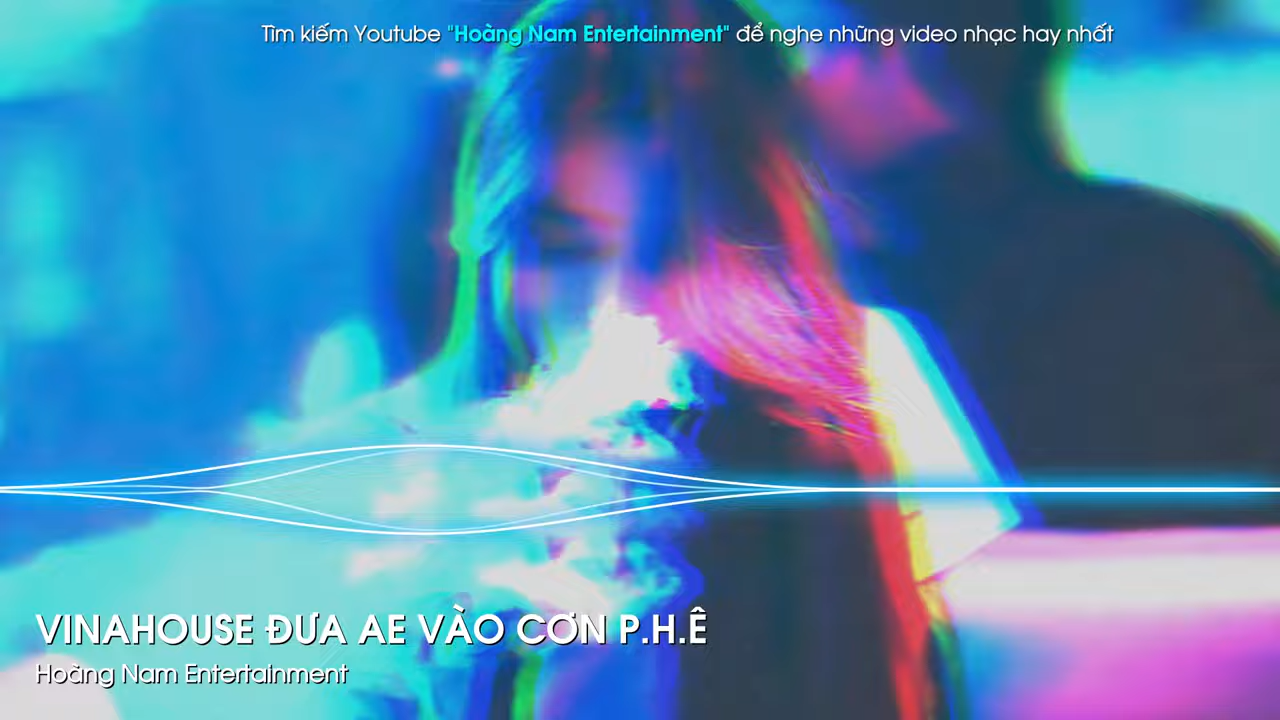 Tìm kiếm Youtube "Hoàng Nam Entertainment" để nghe những video nhạc hay nhất
VINAHOUSE ĐƯA AE VÀO CƠN P.H.Ê
Hoàng Nam Entertainment